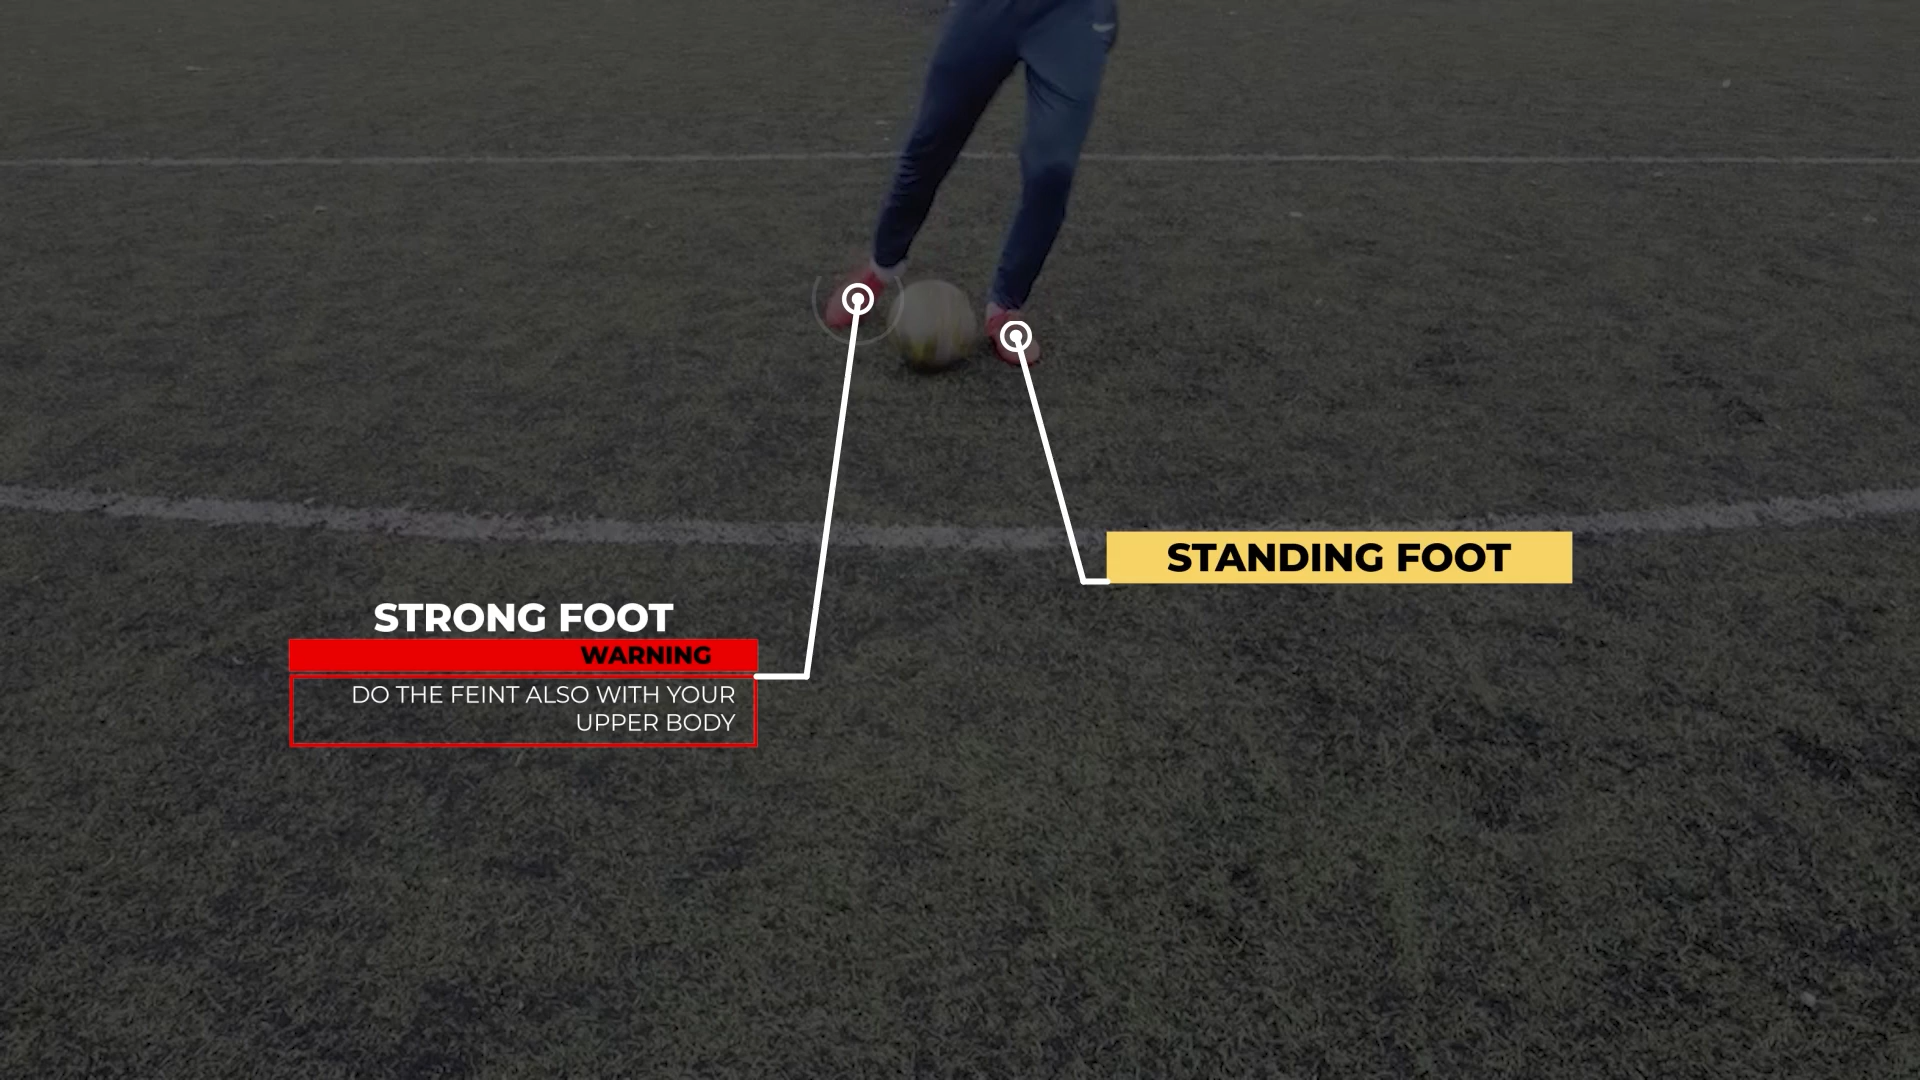 STANDING FOOT
STRONG FOOT
WARNING
DO THE FEINT ALSO WITH YOUR
UPPER BODY